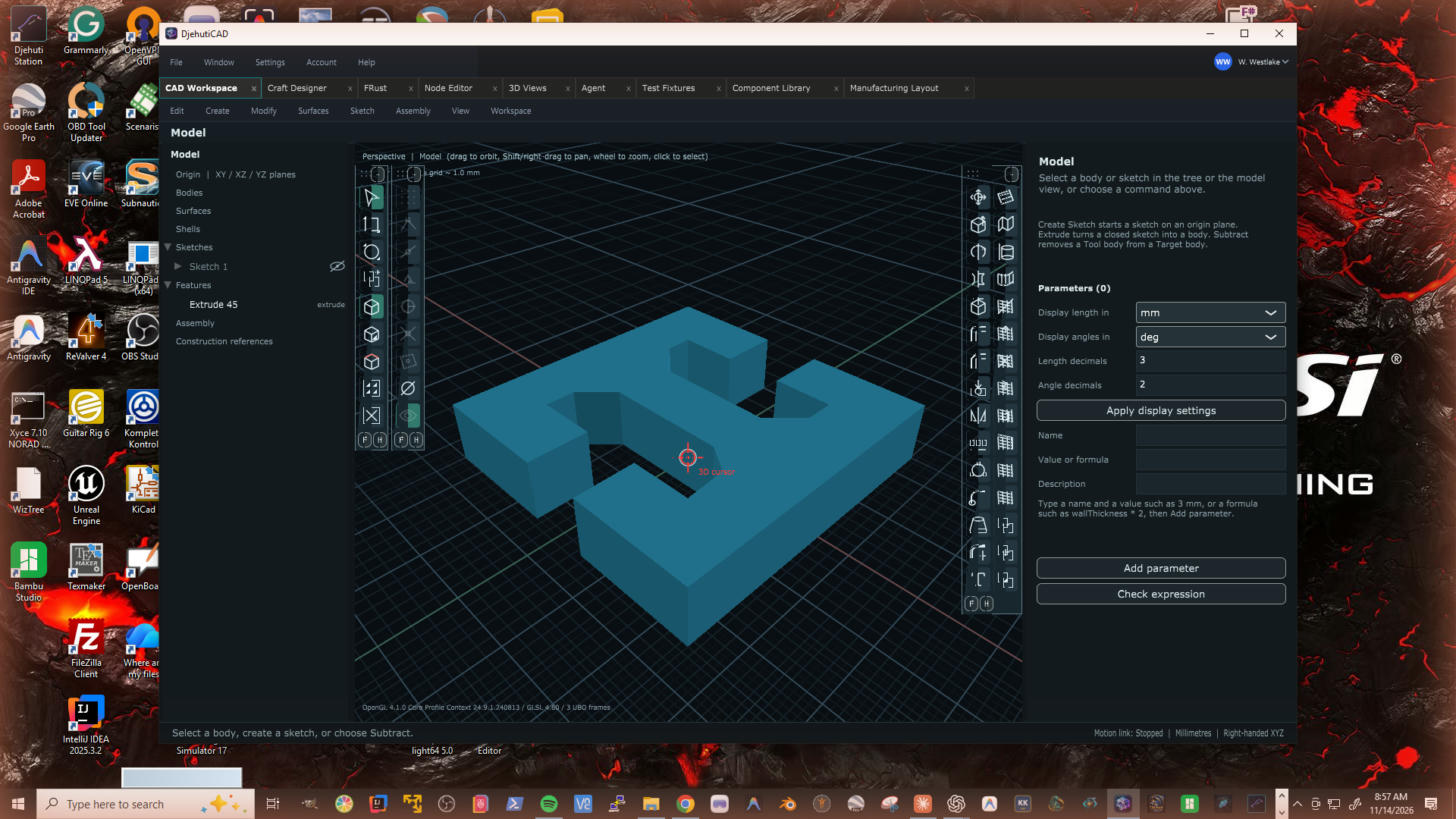 Djehuti
Station
Grammarly
OpenVPN
GUI
Google Earth
Pro
OBD Tool
Updater
Adobe
Acrobat
EVE Online
Antigravity
IDE
LINQPad 5
(x64)
Antigravity
ReValver 4
Xyce 7.10
NORAD ...
Guitar Rig 6
WizTree
Unreal
Engine
KiCad
Bambu
Studio
Texmaker
FileZilla
Client
Where ar
my files
IntelliJ IDEA
2025.3.2
Simulator 17
light64 5.0
Editor
DjehutiCAD
File Window Settings Account Help
WW W. Westlake
CAD Workspace x Craft Designer x FRust x Node Editor x 3D Views x Agent x Test Fixtures x Component Library x Manufacturing Layout x
Edit Create Modify Surfaces Sketch Assembly View Workspace
Model
Model
Origin | XY / XZ / YZ planes
Bodies
Surfaces
Shells
Sketches
Sketch 1
Features
Extrude 45 extrude
Assembly
Construction references
Perspective | Model (drag to orbit, Shift/right-drag to pan, wheel to zoom, click to select)
grid ~ 1.0 mm
F H F H
3D cursor
F H
OpenGL 4.1.0 Core Profile Context 24.9.1.240813 / GLSL 4.60 / 3 UBO frames
Model
Select a body or sketch in the tree or the model
view, or choose a command above.
Create Sketch starts a sketch on an origin plane.
Extrude turns a closed sketch into a body. Subtract
removes a Tool body from a Target body.
Parameters (0)
Display length in mm
Display angles in deg
Length decimals 3
Angle decimals 2
Apply display settings
Name
Value or formula
Description
Type a name and a value such as 3 mm, or a formula
such as wallThickness * 2, then Add parameter.
Add parameter
Check expression
Select a body, create a sketch, or choose Subtract.
Motion link: Stopped | Millimetres | Right-handed XYZ
Type here to search
8:57 AM
11/14/2026